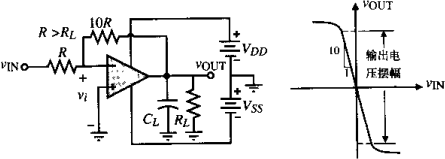 R > R_L
10R
R
v_IN
+
−
v_i
+
−
v_OUT
C_L
R_L
+
V_DD
−
+
V_SS
−
v_OUT
10
1
输出电
压摆幅
v_IN